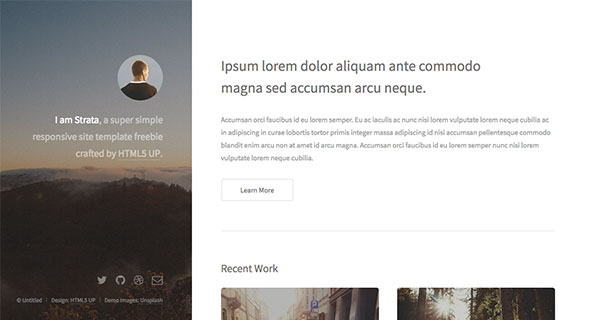 I am Strata, a super simple
responsive site template freebie
crafted by HTML5 UP.
© Untitled | Design: HTML5 UP | Demo Images: Unsplash
Ipsum lorem dolor aliquam ante commodo
magna sed accumsan arcu neque.
Accumsan orci faucibus id eu lorem semper. Eu ac iaculis ac nunc nisi lorem vulputate lorem neque cubilia ac
in adipiscing in curae lobortis tortor primis integer massa adipiscing id nisi accumsan pellentesque commodo
blandit enim arcu non at amet id arcu magna. Accumsan orci faucibus id eu lorem semper nunc nisi lorem
vulputate lorem neque cubilia.
Learn More
Recent Work